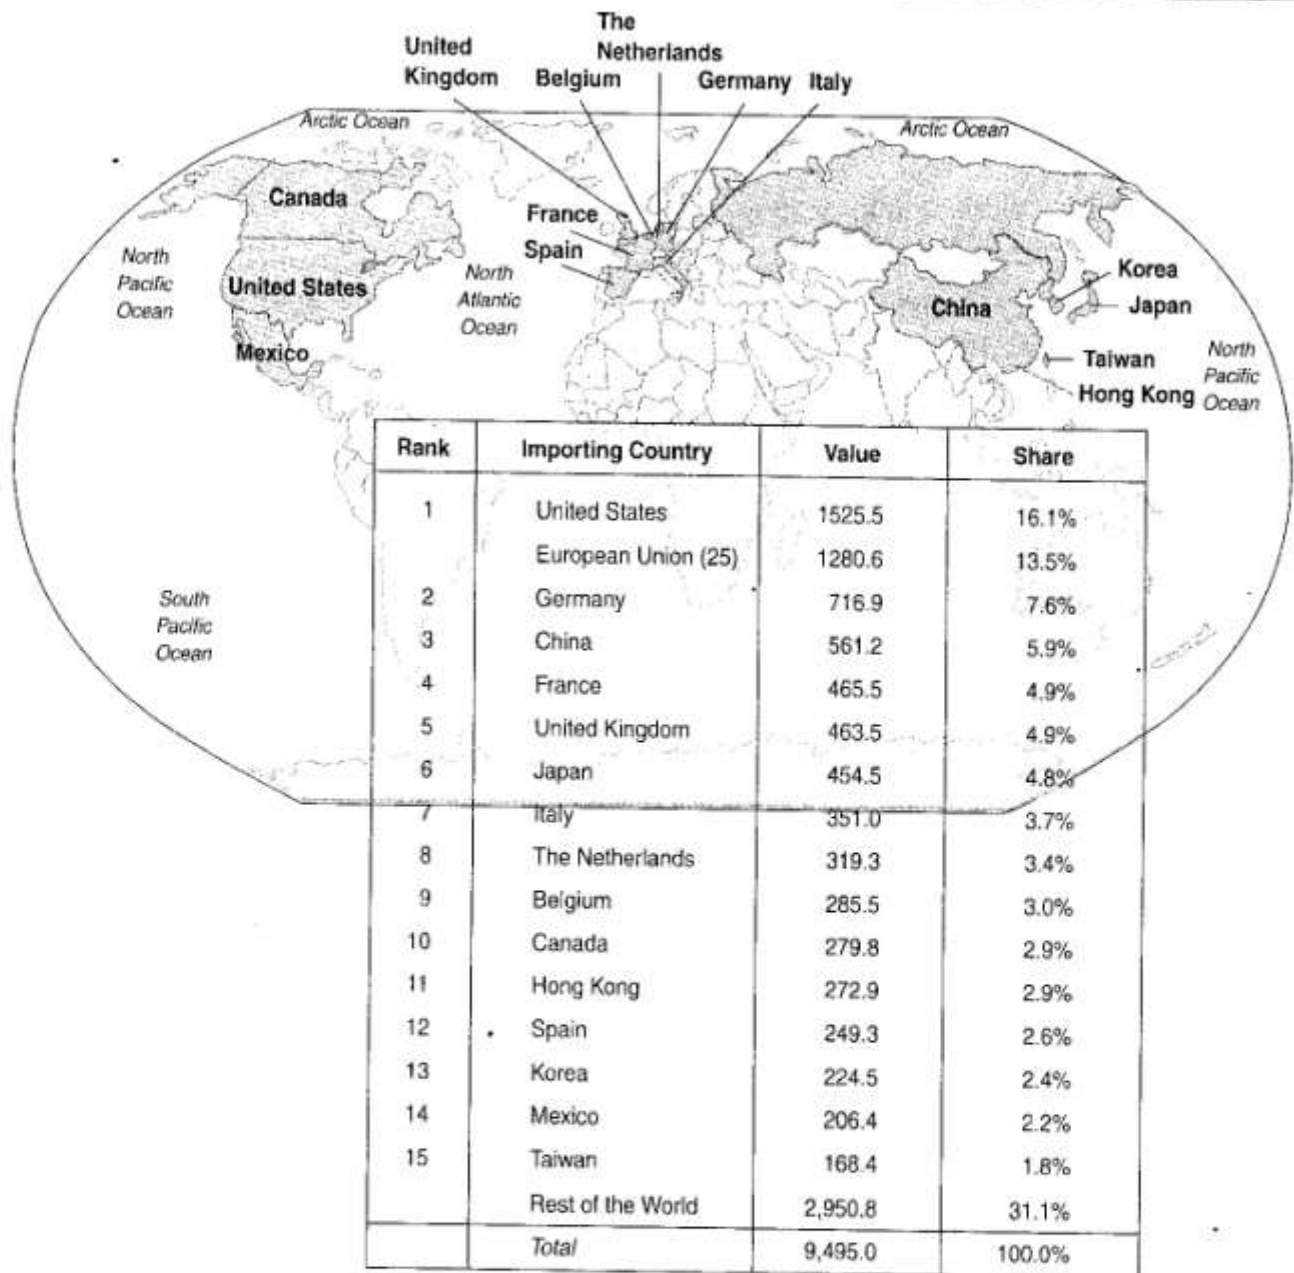 The
Netherlands
United
Kingdom
Belgium
Germany
Italy
Arctic Ocean
Arctic Ocean
Canada
France
Spain
North
Pacific
Ocean
United States
North
Atlantic
Ocean
Mexico
China
Korea
Japan
Taiwan
Hong Kong
North
Pacific
Ocean
South
Pacific
Ocean
Rank Importing Country Value Share
1 United States 1525.5 16.1%
European Union (25) 1280.6 13.5%
2 Germany 716.9 7.6%
3 China 561.2 5.9%
4 France 465.5 4.9%
5 United Kingdom 463.5 4.9%
6 Japan 454.5 4.8%
7 Italy 351.0 3.7%
8 The Netherlands 319.3 3.4%
9 Belgium 285.5 3.0%
10 Canada 279.8 2.9%
11 Hong Kong 272.9 2.9%
12 Spain 249.3 2.6%
13 Korea 224.5 2.4%
14 Mexico 206.4 2.2%
15 Taiwan 168.4 1.8%
Rest of the World 2,950.8 31.1%
Total 9,495.0 100.0%